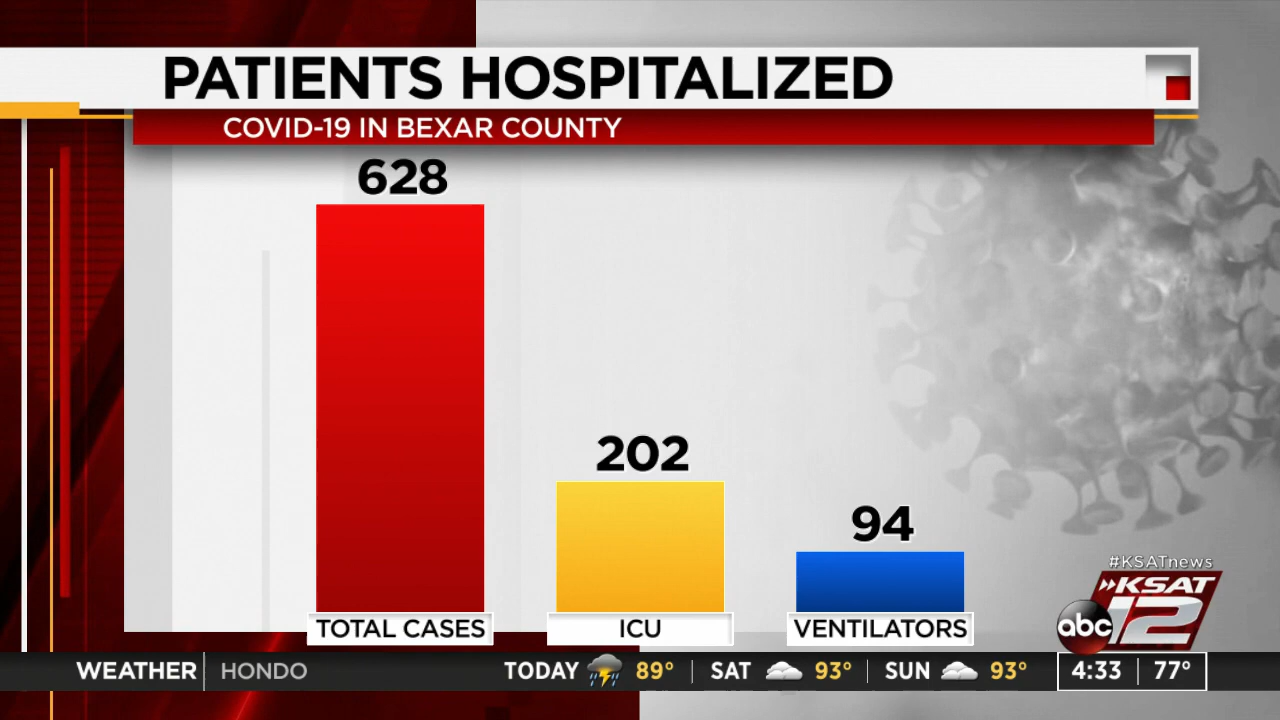 PATIENTS HOSPITALIZED
COVID-19 IN BEXAR COUNTY
628
202
94
TOTAL CASES
ICU
VENTILATORS
#KSATnews
KSAT
abc 12
WEATHER HONDO TODAY 89° SAT 93° SUN 93° 4:33 77°